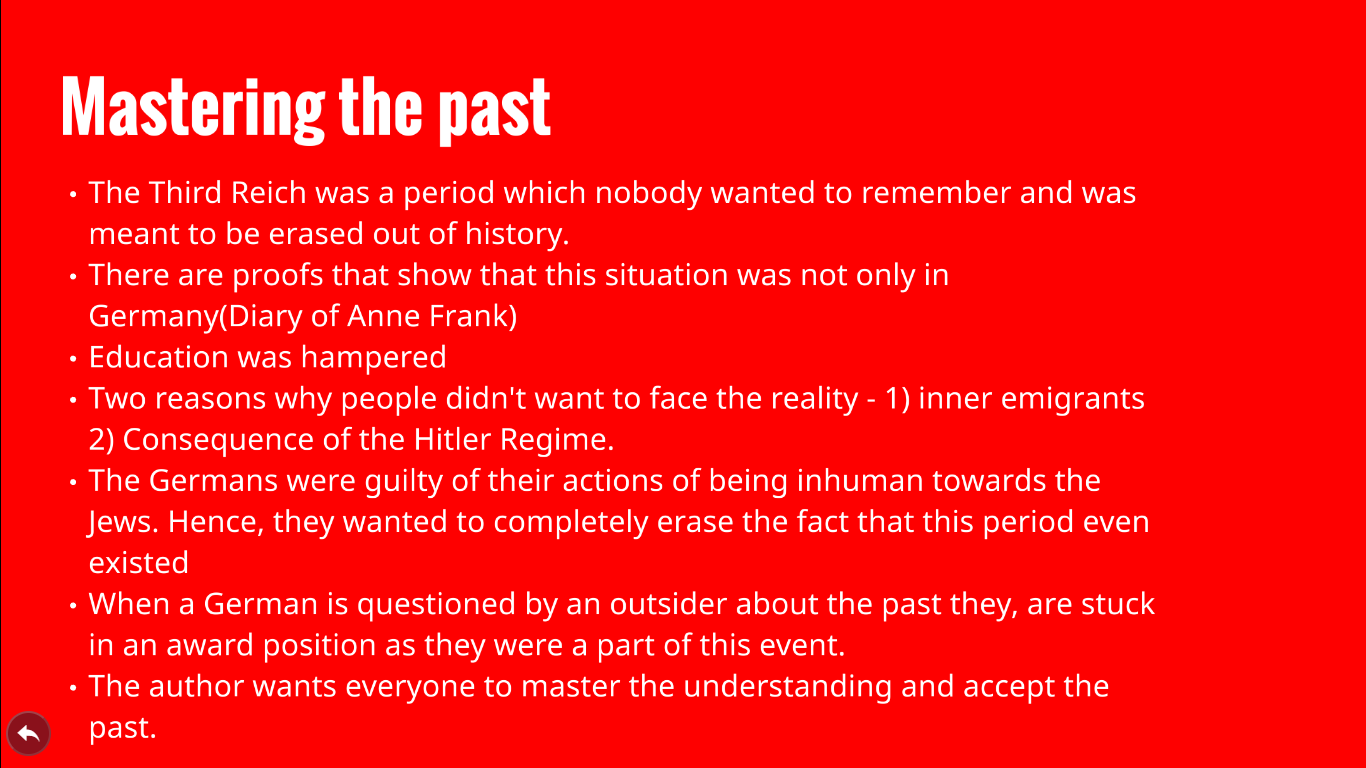 Mastering the past
• The Third Reich was a period which nobody wanted to remember and was
meant to be erased out of history.
• There are proofs that show that this situation was not only in
Germany(Diary of Anne Frank)
• Education was hampered
• Two reasons why people didn't want to face the reality - 1) inner emigrants
2) Consequence of the Hitler Regime.
• The Germans were guilty of their actions of being inhuman towards the
Jews. Hence, they wanted to completely erase the fact that this period even
existed
• When a German is questioned by an outsider about the past they, are stuck
in an award position as they were a part of this event.
• The author wants everyone to master the understanding and accept the
past.